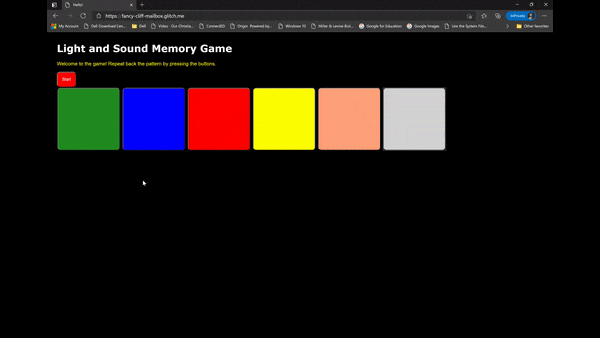 Hello!
https://fancy-cliff-mailbox.glitch.me
InPrivate
My Account Dell Download Cen... Dell Video - Gui Christia... ConnectED Origin Powered by... Windows 10 Miller & Levine Biol... Google for Education Google Images Use the System File... Other favorites
Light and Sound Memory Game
Welcome to the game! Repeat back the pattern by pressing the buttons.
Start